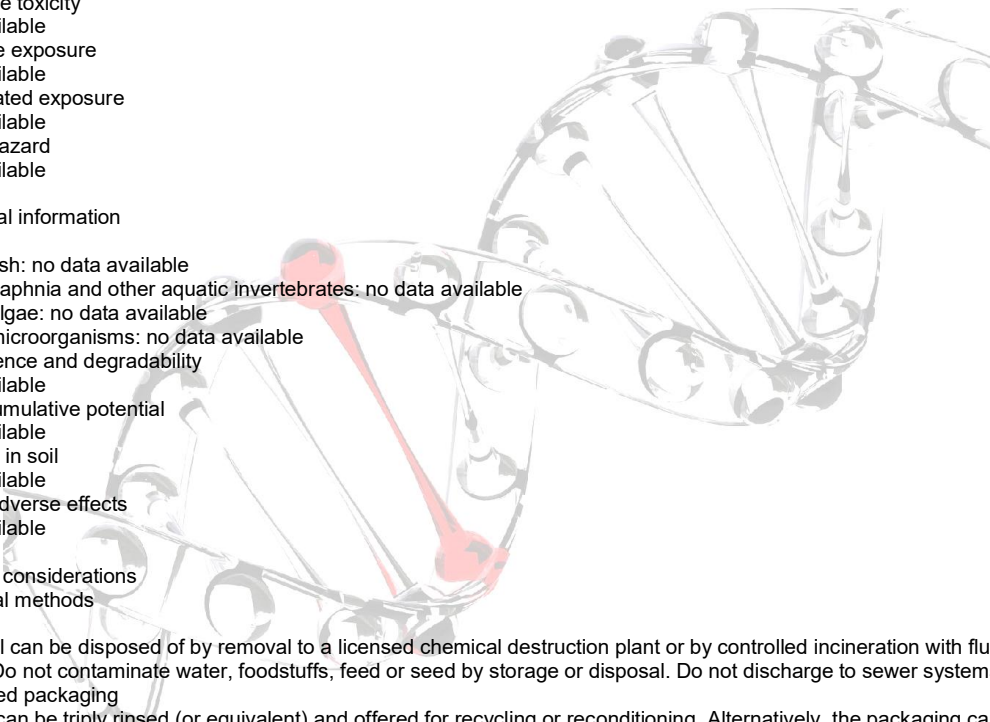 e toxicity
ilable
e exposure
ilable
ated exposure
ilable
azard
ilable
al information
sh: no data available
aphnia and other aquatic invertebrates: no data available
lgae: no data available
microorganisms: no data available
ence and degradability
ilable
umulative potential
ilable
in soil
ilable
dverse effects
ilable
considerations
al methods
l can be disposed of by removal to a licensed chemical destruction plant or by controlled incineration with flu
Do not contaminate water, foodstuffs, feed or seed by storage or disposal. Do not discharge to sewer system
ed packaging
can be triply rinsed (or equivalent) and offered for recycling or reconditioning. Alternatively, the packaging ca